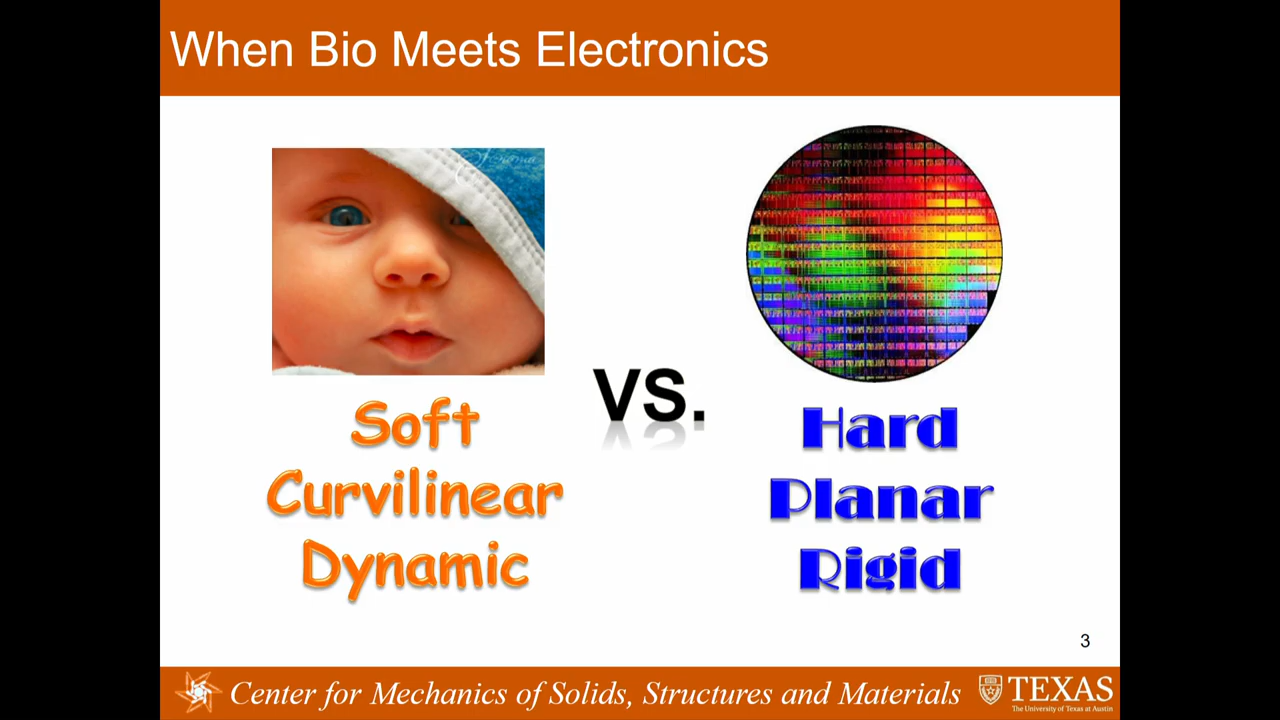 When Bio Meets Electronics
vs.
Soft
Curvilinear
Dynamic
Hard
Planar
Rigid
3
Center for Mechanics of Solids, Structures and Materials
TEXAS
The University of Texas at Austin